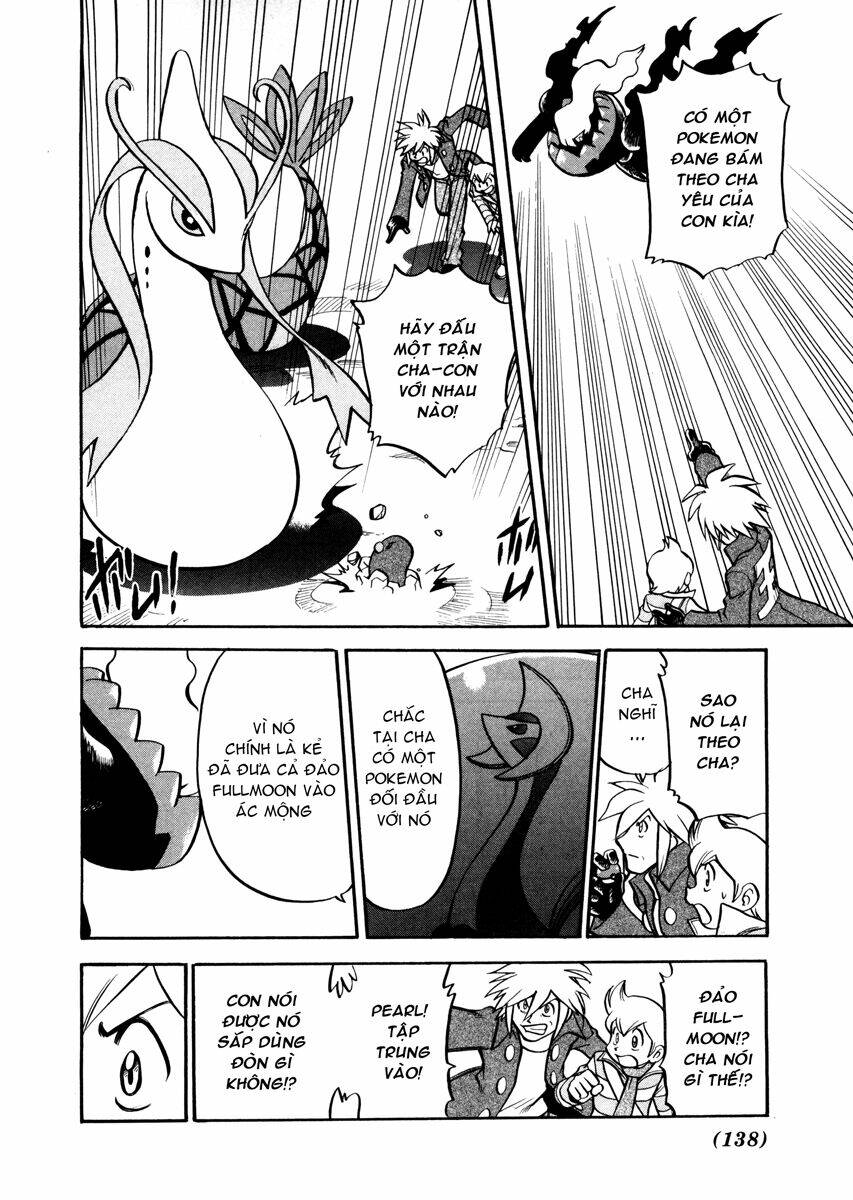 CÓ MỘT
POKEMON
ĐANG BÁM
THEO CHA
YÊU CỦA
CON KÌA!
HÃY ĐẤU
MỘT TRẬN
CHA-CON
VỚI NHAU
NÀO!
SAO
NÓ LẠI
THEO
CHA?
CHA
NGHĨ
...
CHẮC
TẠI CHA
CÓ MỘT
POKEMON
ĐỐI ĐẦU
VỚI NÓ
VÌ NÓ
CHÍNH LÀ KẺ
ĐÃ ĐƯA CẢ ĐẢO
FULLMOON VÀO
ÁC MỘNG
ĐẢO
FULL-
MOON!?
CHA NÓI
GÌ THẾ!?
PEARL!
TẬP
TRUNG
VÀO!
CON NÓI
ĐƯỢC NÓ
SẮP DÙNG
ĐÒN GÌ
KHÔNG!?
(138)